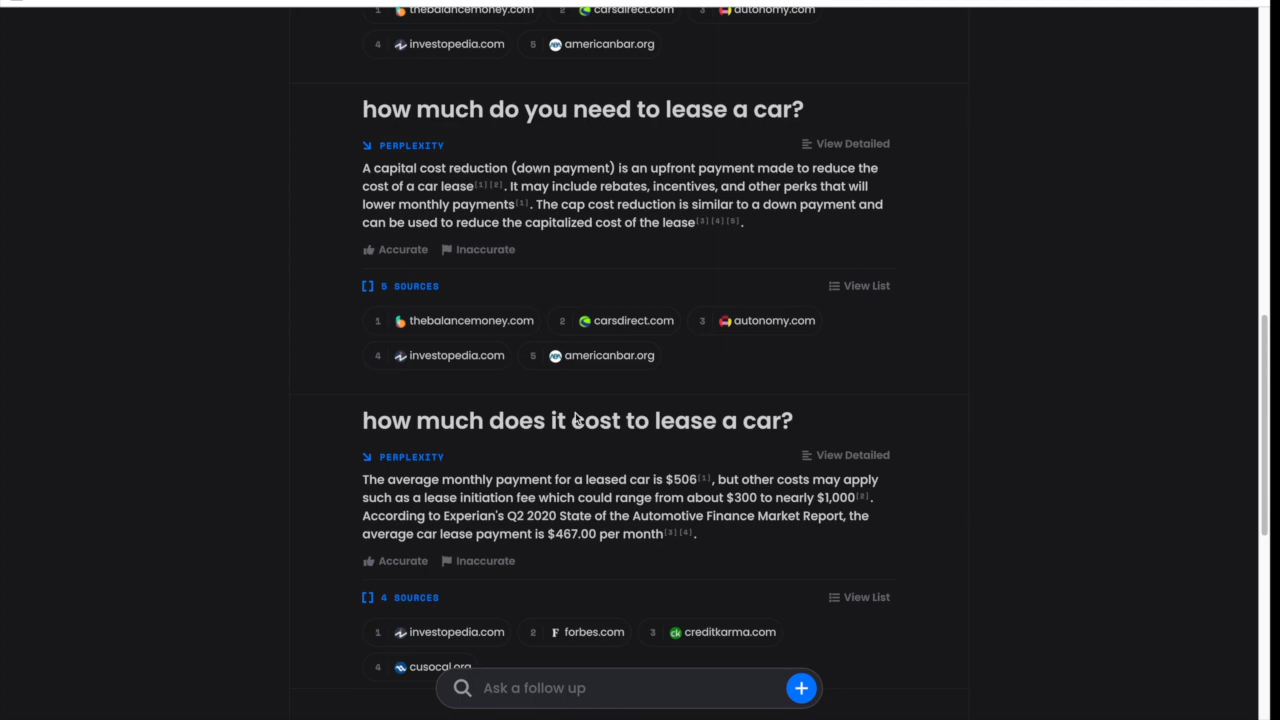 1 thebalancemoney.com 2 carsdirect.com 3 autonomy.com
4 investopedia.com 5 americanbar.org
how much do you need to lease a car?
PERPLEXITY View Detailed
A capital cost reduction (down payment) is an upfront payment made to reduce the
cost of a car lease[1][2]. It may include rebates, incentives, and other perks that will
lower monthly payments[1]. The cap cost reduction is similar to a down payment and
can be used to reduce the capitalized cost of the lease[3][4][5].
Accurate Inaccurate
5 SOURCES View List
1 thebalancemoney.com 2 carsdirect.com 3 autonomy.com
4 investopedia.com 5 americanbar.org
how much does it cost to lease a car?
PERPLEXITY View Detailed
The average monthly payment for a leased car is $506[1], but other costs may apply
such as a lease initiation fee which could range from about $300 to nearly $1,000[2].
According to Experian's Q2 2020 State of the Automotive Finance Market Report, the
average car lease payment is $467.00 per month[3][4].
Accurate Inaccurate
4 SOURCES View List
1 investopedia.com 2 F forbes.com 3 ck creditkarma.com
4 cusocal.org
Ask a follow up